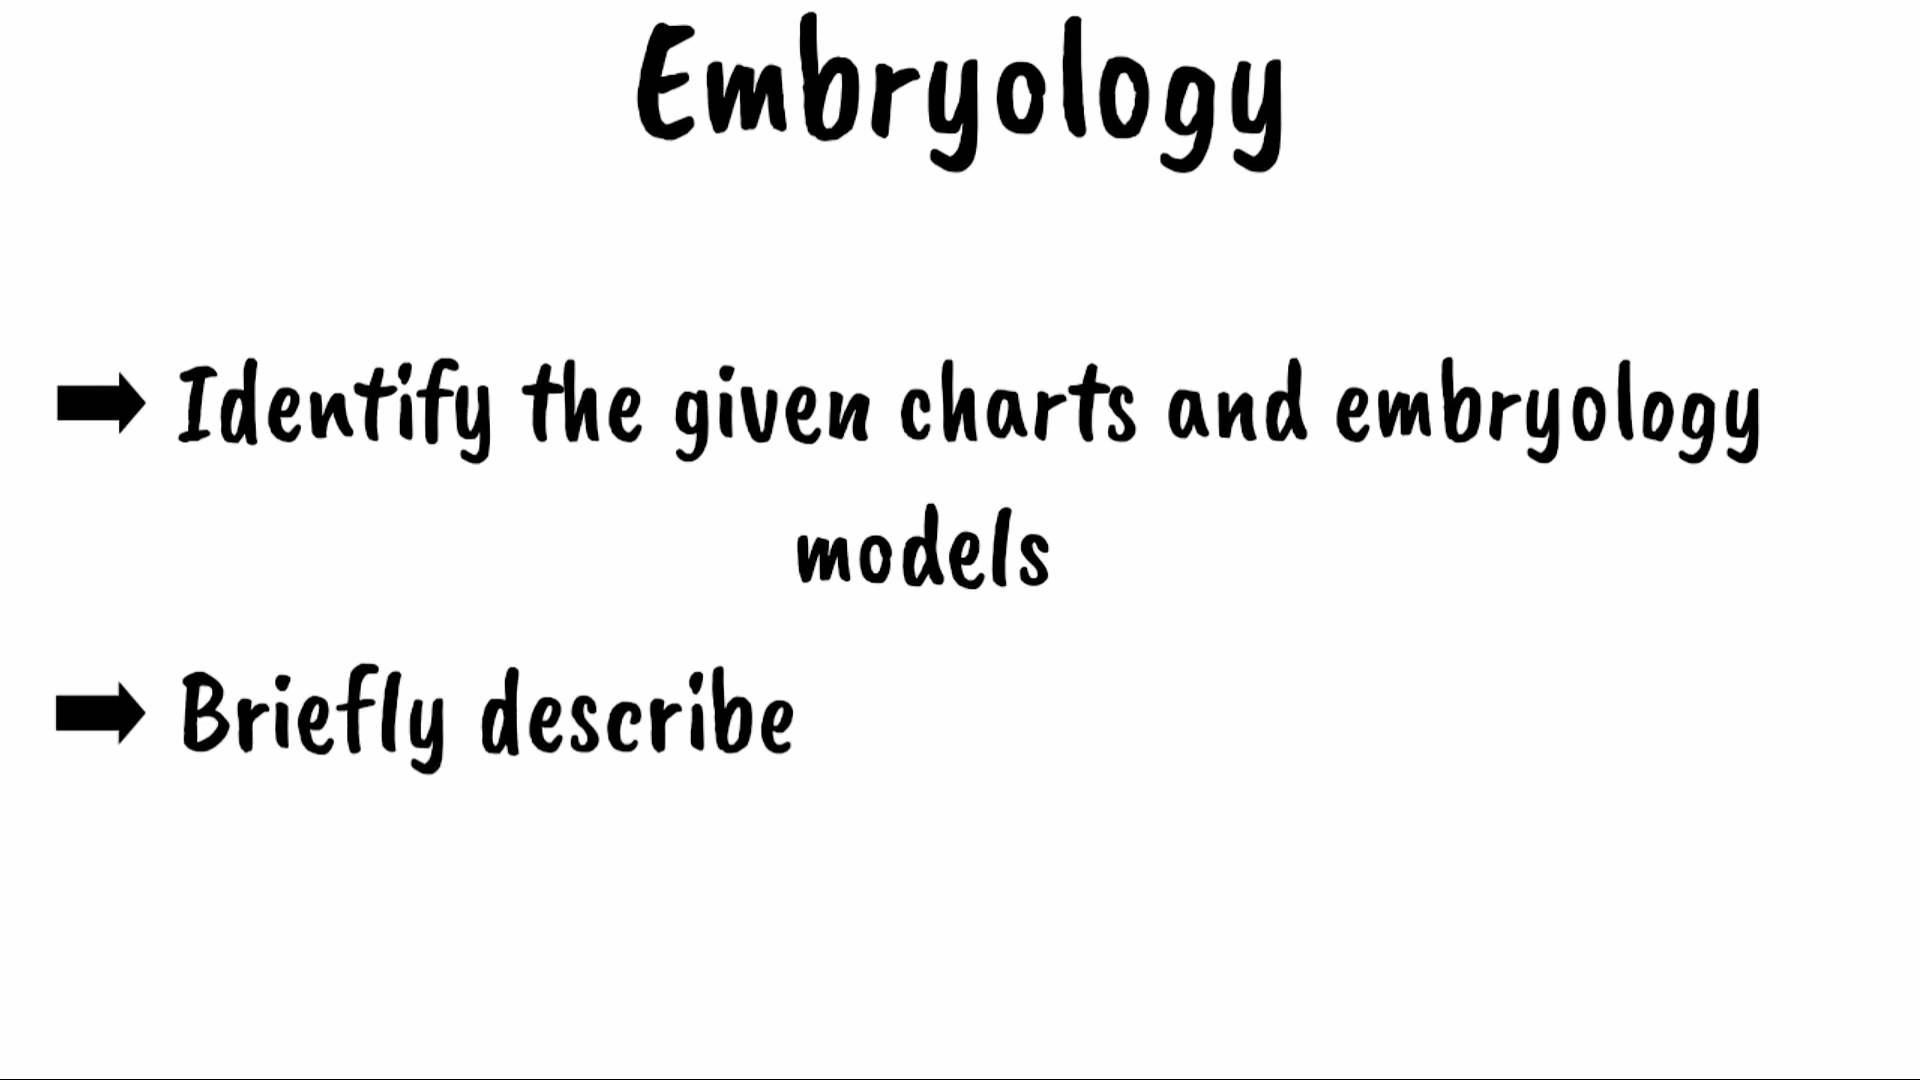 Embryology
➡ Identify the given charts and embryology
models
➡ Briefly describe